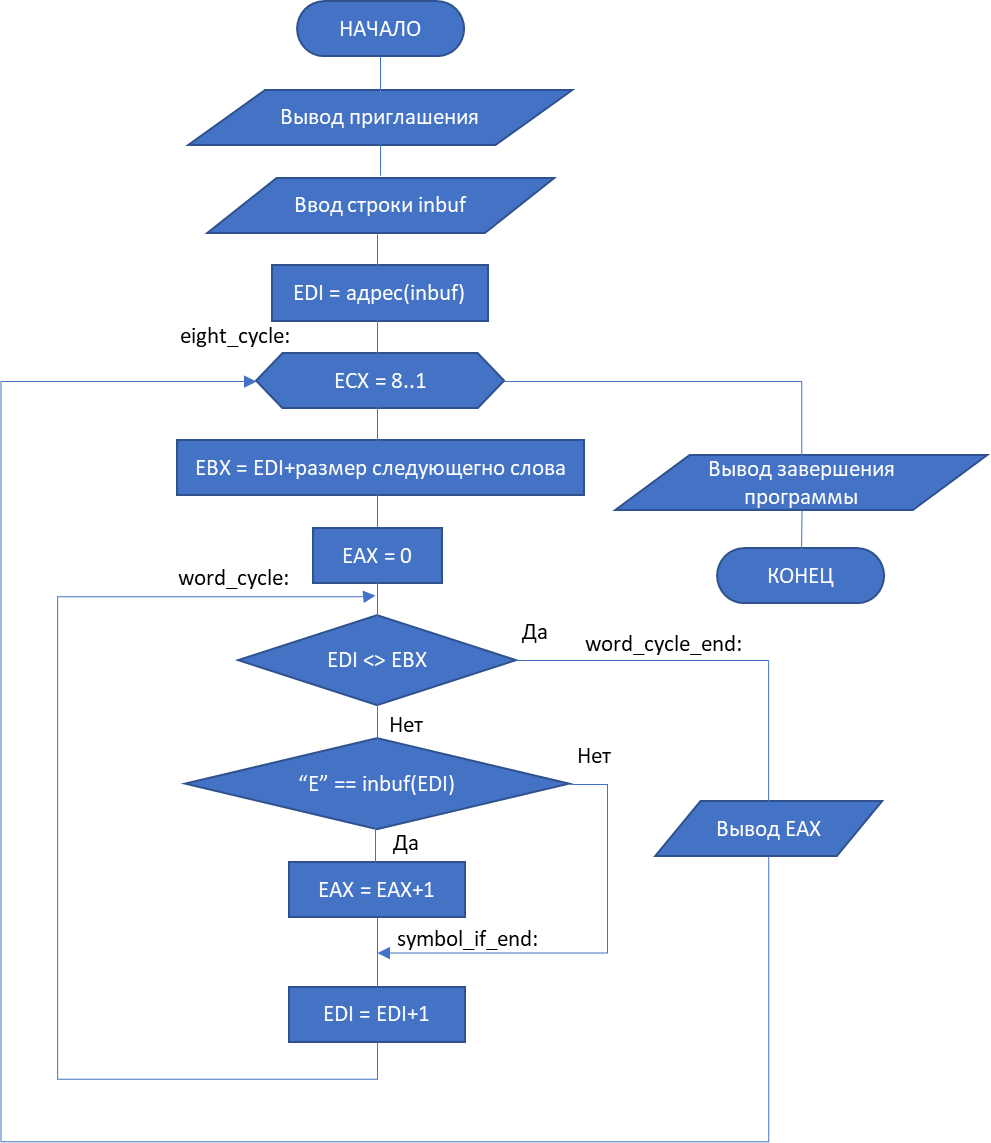 НАЧАЛО
Вывод приглашения
Ввод строки inbuf
EDI = адрес(inbuf)
eight_cycle:
ECX = 8..1
EBX = EDI+размер следующегно слова
Вывод завершения
программы
EAX = 0
КОНЕЦ
word_cycle:
Да
word_cycle_end:
EDI <> EBX
Нет
Нет
“E” == inbuf(EDI)
Вывод EAX
Да
EAX = EAX+1
symbol_if_end:
EDI = EDI+1